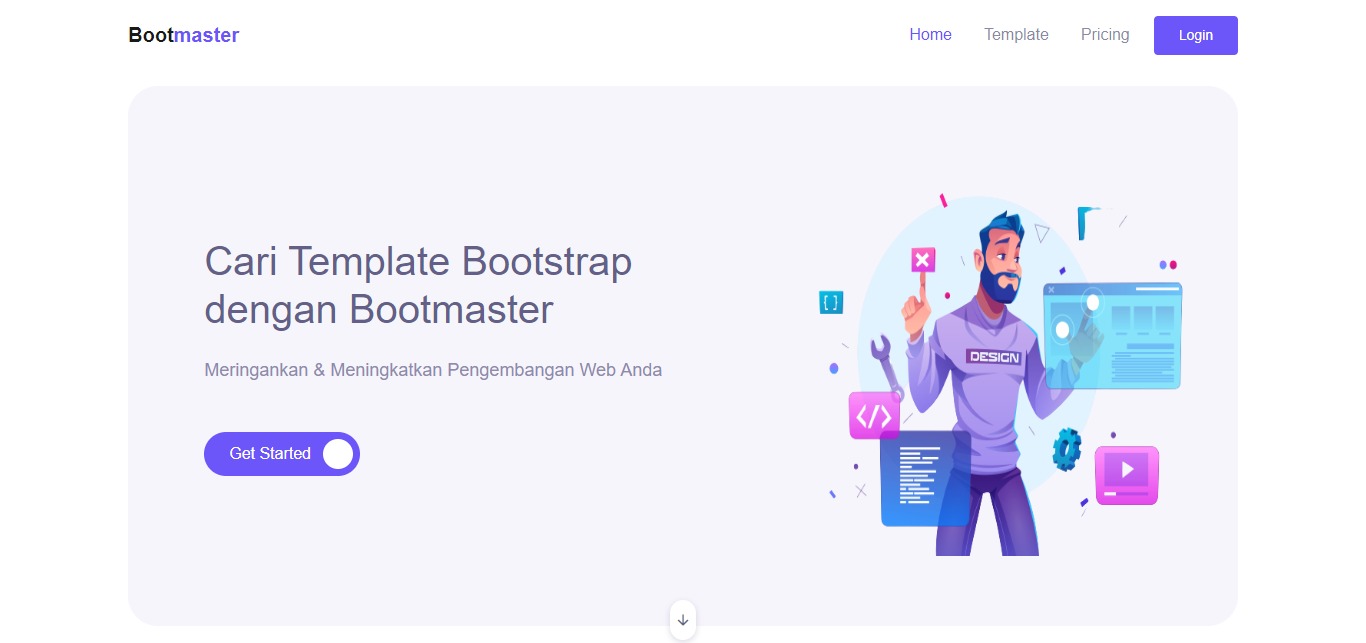 Bootmaster
Home Template Pricing Login
Cari Template Bootstrap
dengan Bootmaster
Meringankan & Meningkatkan Pengembangan Web Anda
Get Started
[ ]
DESIGN
</>